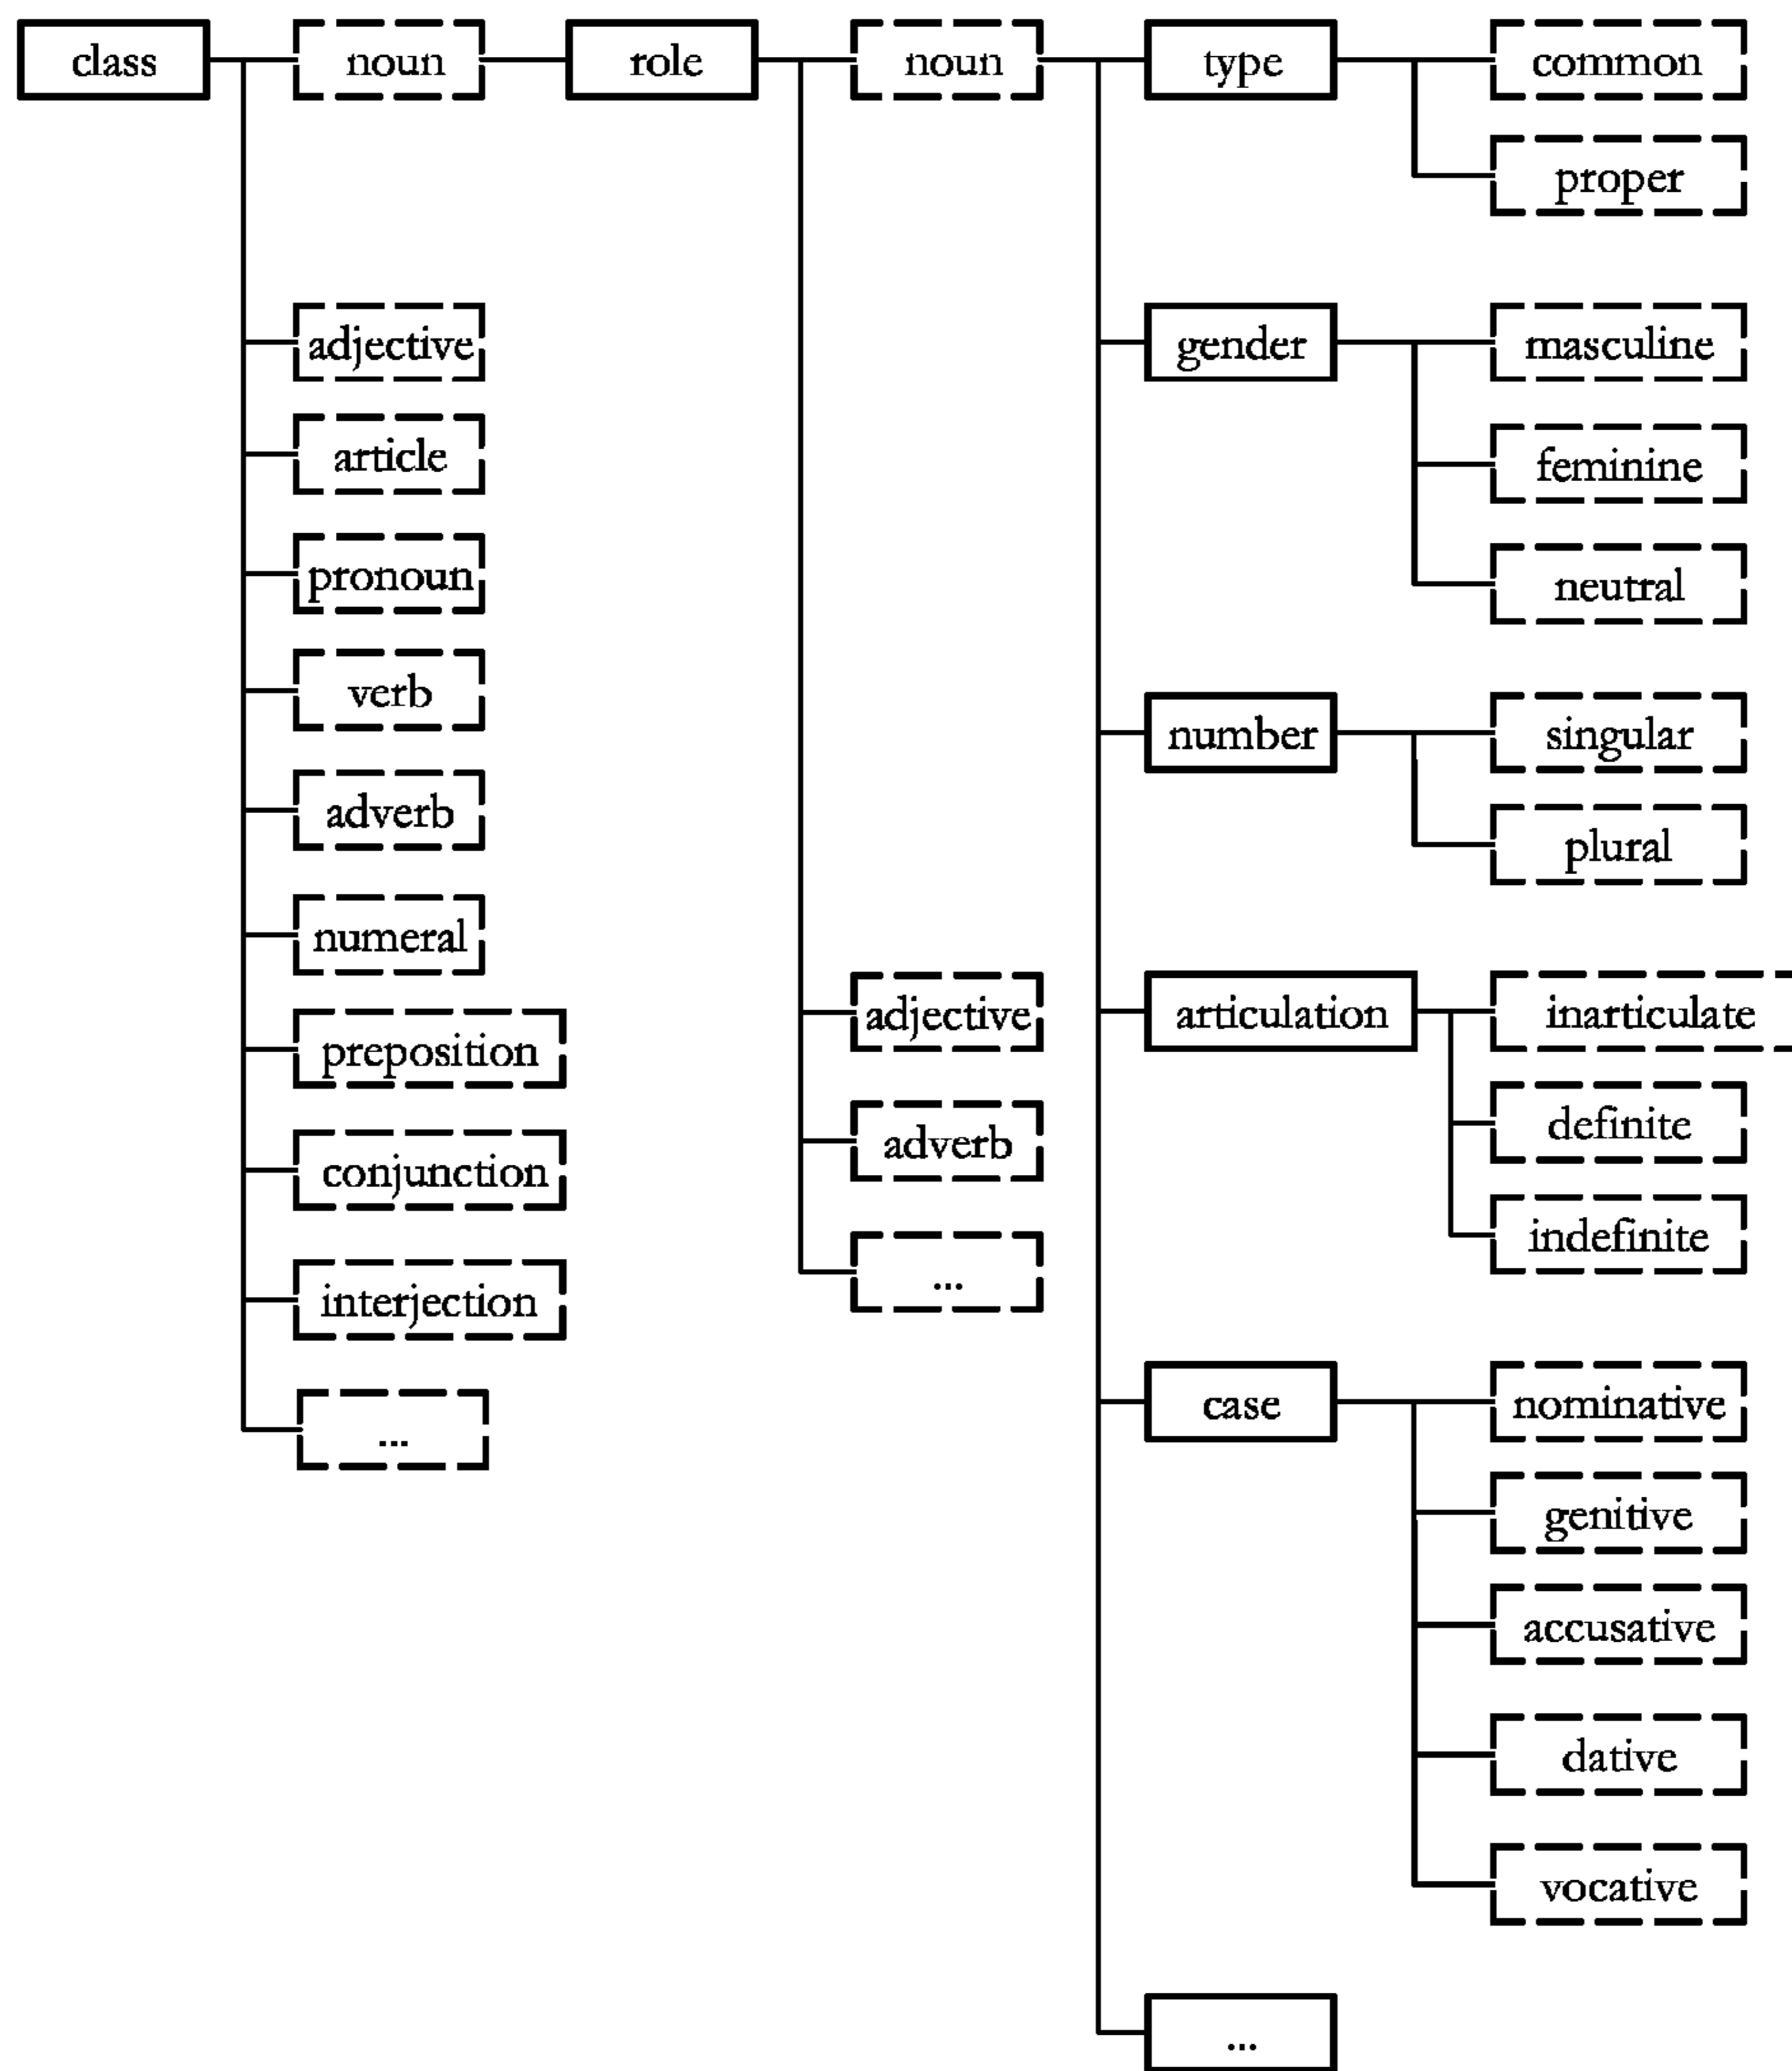 class
noun
role
noun
type
common
proper
adjective
article
pronoun
verb
adverb
numeral
preposition
conjunction
interjection
...
adjective
adverb
...
gender
masculine
feminine
neutral
number
singular
plural
articulation
inarticulate
definite
indefinite
case
nominative
genitive
accusative
dative
vocative
...